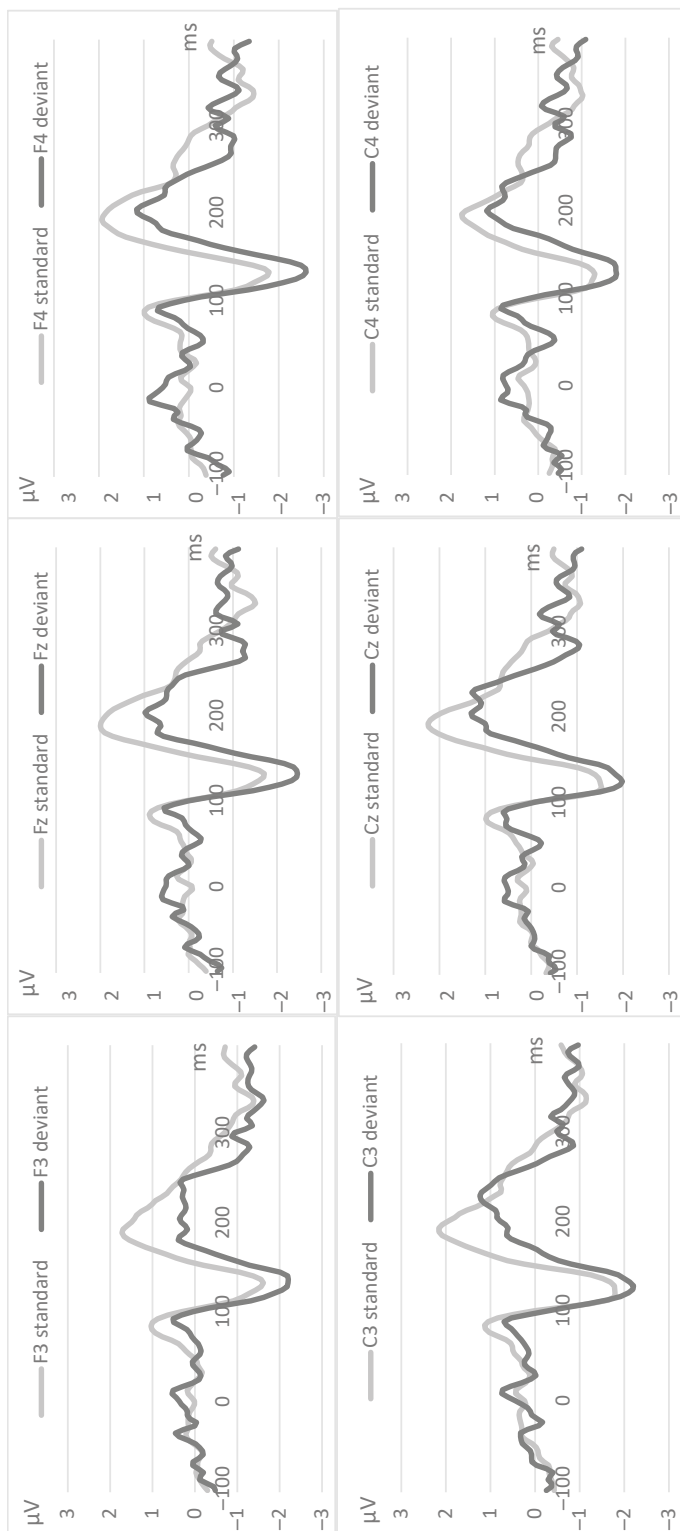 F3 standard F3 deviant
µV
3
2
1
0
ms
−100 0 100 200 300
−1
−2
−3
Fz standard Fz deviant
µV
3
2
1
0
ms
−100 0 100 200 300
−1
−2
−3
F4 standard F4 deviant
µV
3
2
1
0
ms
−100 0 100 200 300
−1
−2
−3
C3 standard C3 deviant
µV
3
2
1
0
ms
−100 0 100 200 300
−1
−2
−3
Cz standard Cz deviant
µV
3
2
1
0
ms
−100 0 100 200 300
−1
−2
−3
C4 standard C4 deviant
µV
3
2
1
0
ms
−100 0 100 200 300
−1
−2
−3